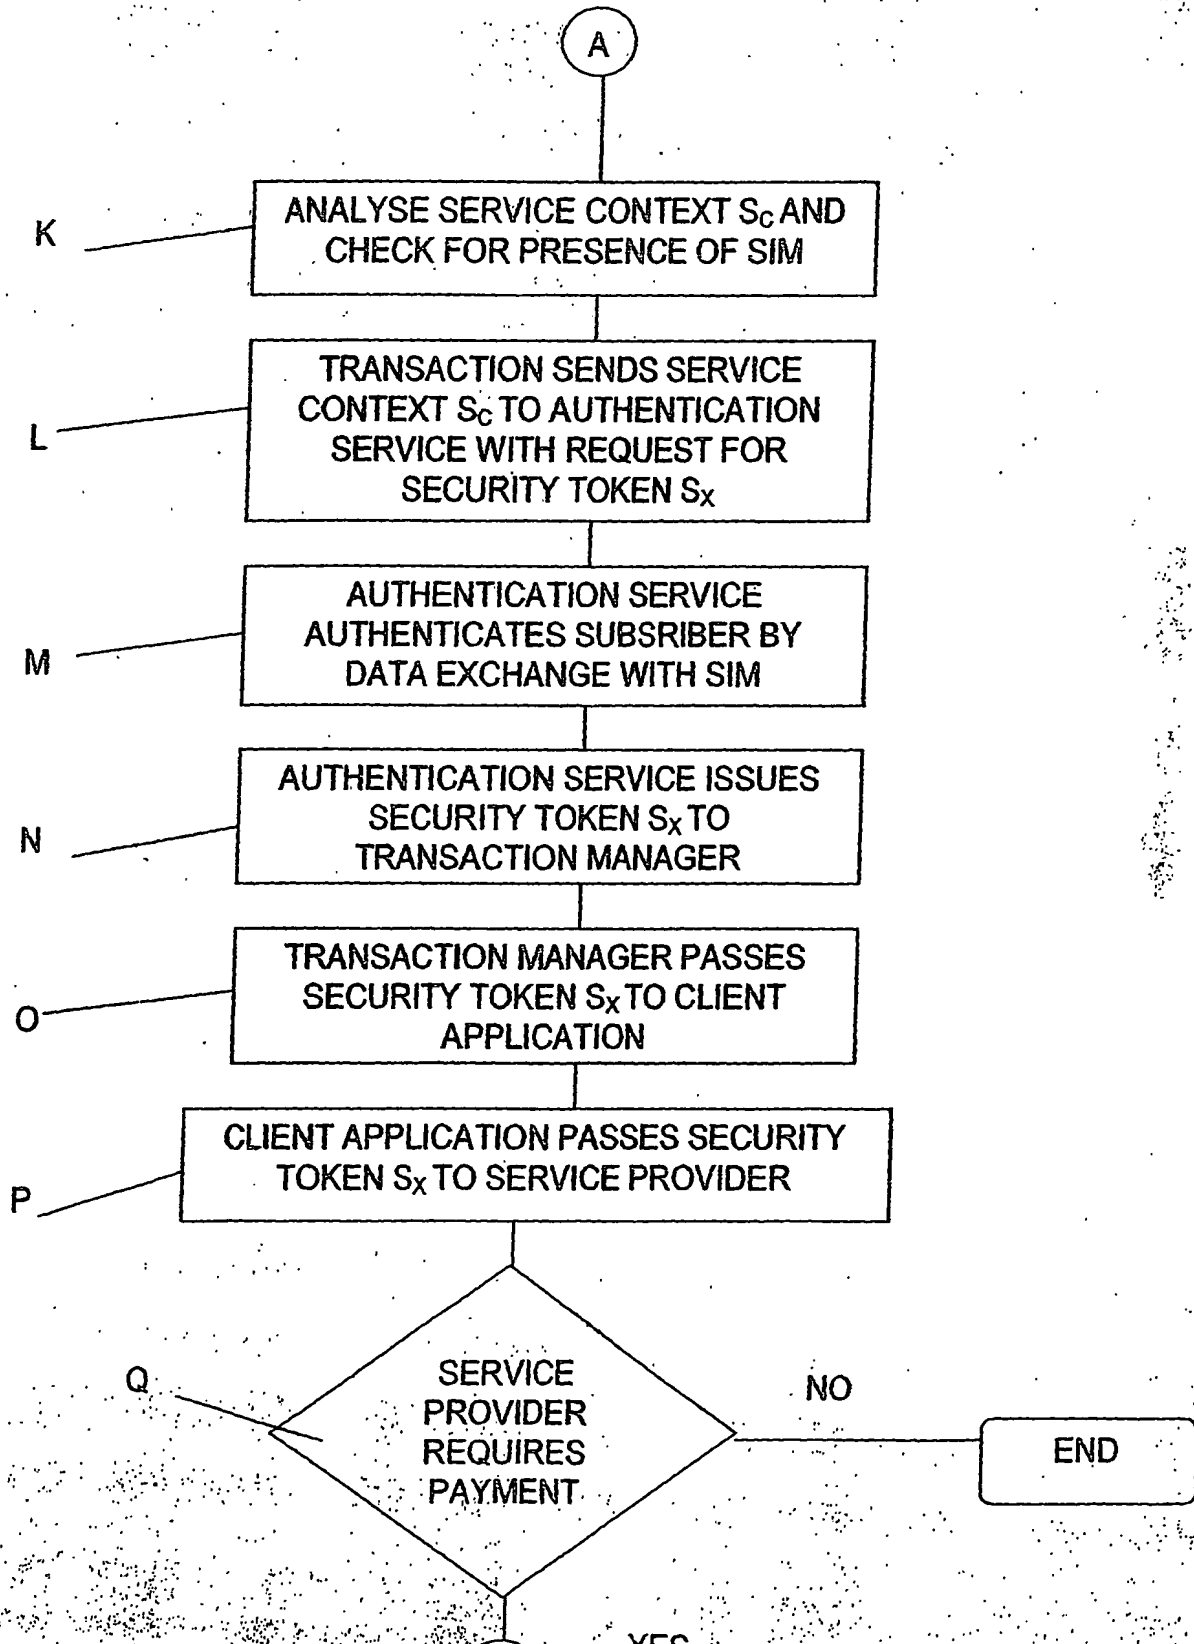 A
K
ANALYSE SERVICE CONTEXT SC AND
CHECK FOR PRESENCE OF SIM
L
TRANSACTION SENDS SERVICE
CONTEXT SC TO AUTHENTICATION
SERVICE WITH REQUEST FOR
SECURITY TOKEN SX
M
AUTHENTICATION SERVICE
AUTHENTICATES SUBSRIBER BY
DATA EXCHANGE WITH SIM
N
AUTHENTICATION SERVICE ISSUES
SECURITY TOKEN SX TO
TRANSACTION MANAGER
O
TRANSACTION MANAGER PASSES
SECURITY TOKEN SX TO CLIENT
APPLICATION
P
CLIENT APPLICATION PASSES SECURITY
TOKEN SX TO SERVICE PROVIDER
Q
SERVICE
PROVIDER
REQUIRES
PAYMENT
NO
END
YES